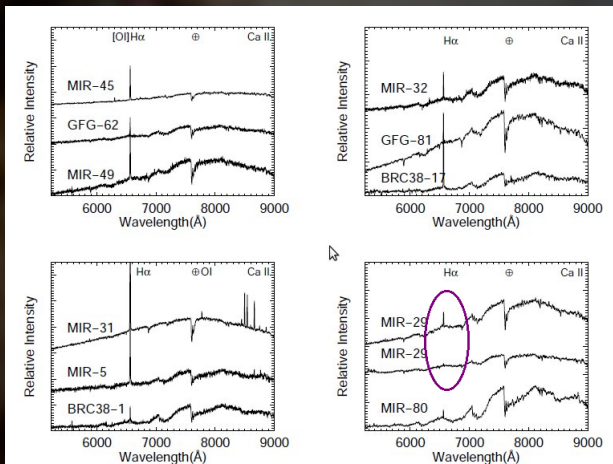 [OI]Hα ⊕ Ca II
MIR-45
GFG-62
MIR-49
Relative Intensity
6000 7000 8000 9000
Wavelength(Å)
Hα ⊕ Ca II
MIR-32
GFG-81
BRC38-17
Relative Intensity
6000 7000 8000 9000
Wavelength(Å)
Hα ⊕OI Ca II
MIR-31
MIR-5
BRC38-1
Relative Intensity
6000 7000 8000 9000
Wavelength(Å)
Hα ⊕ Ca II
MIR-29
MIR-29
MIR-80
Relative Intensity
6000 7000 8000 9000
Wavelength(Å)